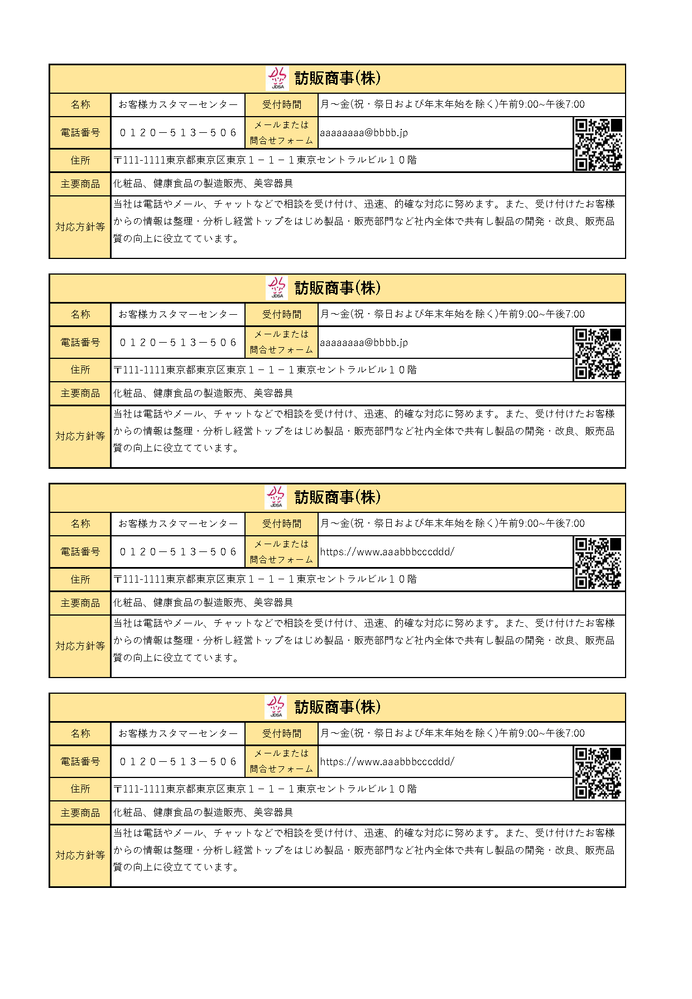 JDSA 訪販商事(株)
名称 お客様カスタマーセンター 受付時間 月～金(祝・祭日および年末年始を除く)午前9:00~午後7:00
電話番号 ０１２０－５１３－５０６ メールまたは
問合せフォーム aaaaaaaa@bbbb.jp
住所 〒111-1111東京都東京区東京１－１－１東京セントラルビル１０階
主要商品 化粧品、健康食品の製造販売、美容器具
対応方針等 当社は電話やメール、チャットなどで相談を受け付け、迅速、的確な対応に努めます。また、受け付けたお客様
からの情報は整理・分析し経営トップをはじめ製品・販売部門など社内全体で共有し製品の開発・改良、販売品
質の向上に役立てています。
JDSA 訪販商事(株)
名称 お客様カスタマーセンター 受付時間 月～金(祝・祭日および年末年始を除く)午前9:00~午後7:00
電話番号 ０１２０－５１３－５０６ メールまたは
問合せフォーム aaaaaaaa@bbbb.jp
住所 〒111-1111東京都東京区東京１－１－１東京セントラルビル１０階
主要商品 化粧品、健康食品の製造販売、美容器具
対応方針等 当社は電話やメール、チャットなどで相談を受け付け、迅速、的確な対応に努めます。また、受け付けたお客様
からの情報は整理・分析し経営トップをはじめ製品・販売部門など社内全体で共有し製品の開発・改良、販売品
質の向上に役立てています。
JDSA 訪販商事(株)
名称 お客様カスタマーセンター 受付時間 月～金(祝・祭日および年末年始を除く)午前9:00~午後7:00
電話番号 ０１２０－５１３－５０６ メールまたは
問合せフォーム https://www.aaabbbcccddd/
住所 〒111-1111東京都東京区東京１－１－１東京セントラルビル１０階
主要商品 化粧品、健康食品の製造販売、美容器具
対応方針等 当社は電話やメール、チャットなどで相談を受け付け、迅速、的確な対応に努めます。また、受け付けたお客様
からの情報は整理・分析し経営トップをはじめ製品・販売部門など社内全体で共有し製品の開発・改良、販売品
質の向上に役立てています。
JDSA 訪販商事(株)
名称 お客様カスタマーセンター 受付時間 月～金(祝・祭日および年末年始を除く)午前9:00~午後7:00
電話番号 ０１２０－５１３－５０６ メールまたは
問合せフォーム https://www.aaabbbcccddd/
住所 〒111-1111東京都東京区東京１－１－１東京セントラルビル１０階
主要商品 化粧品、健康食品の製造販売、美容器具
対応方針等 当社は電話やメール、チャットなどで相談を受け付け、迅速、的確な対応に努めます。また、受け付けたお客様
からの情報は整理・分析し経営トップをはじめ製品・販売部門など社内全体で共有し製品の開発・改良、販売品
質の向上に役立てています。